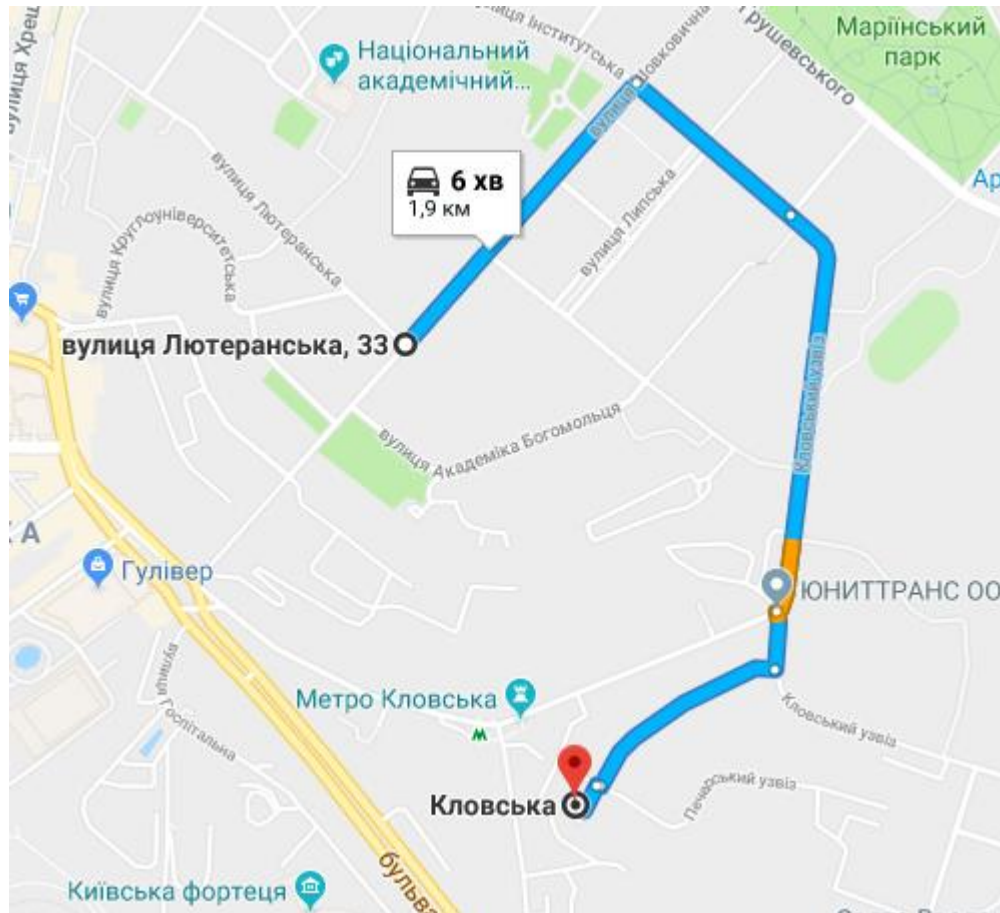 вулиця Хрещ
вулиця Інститутська
вулиця Шовковична
Грушевського
Маріїнський
парк
Національний
академічний...
Ар
6 хв
1,9 км
вулиця Лютеранська
вулиця Липська
вулиця Круглоуніверситетська
вулиця Лютеранська, 33
Кловський узвіз
вулиця Академіка Богомольця
К А
Гулівер
ЮНИТТРАНС ОО
вулиця Госпітальна
Метро Кловська
Кловський узвіз
Печерський узвіз
Кловська
бульва
Київська фортеця